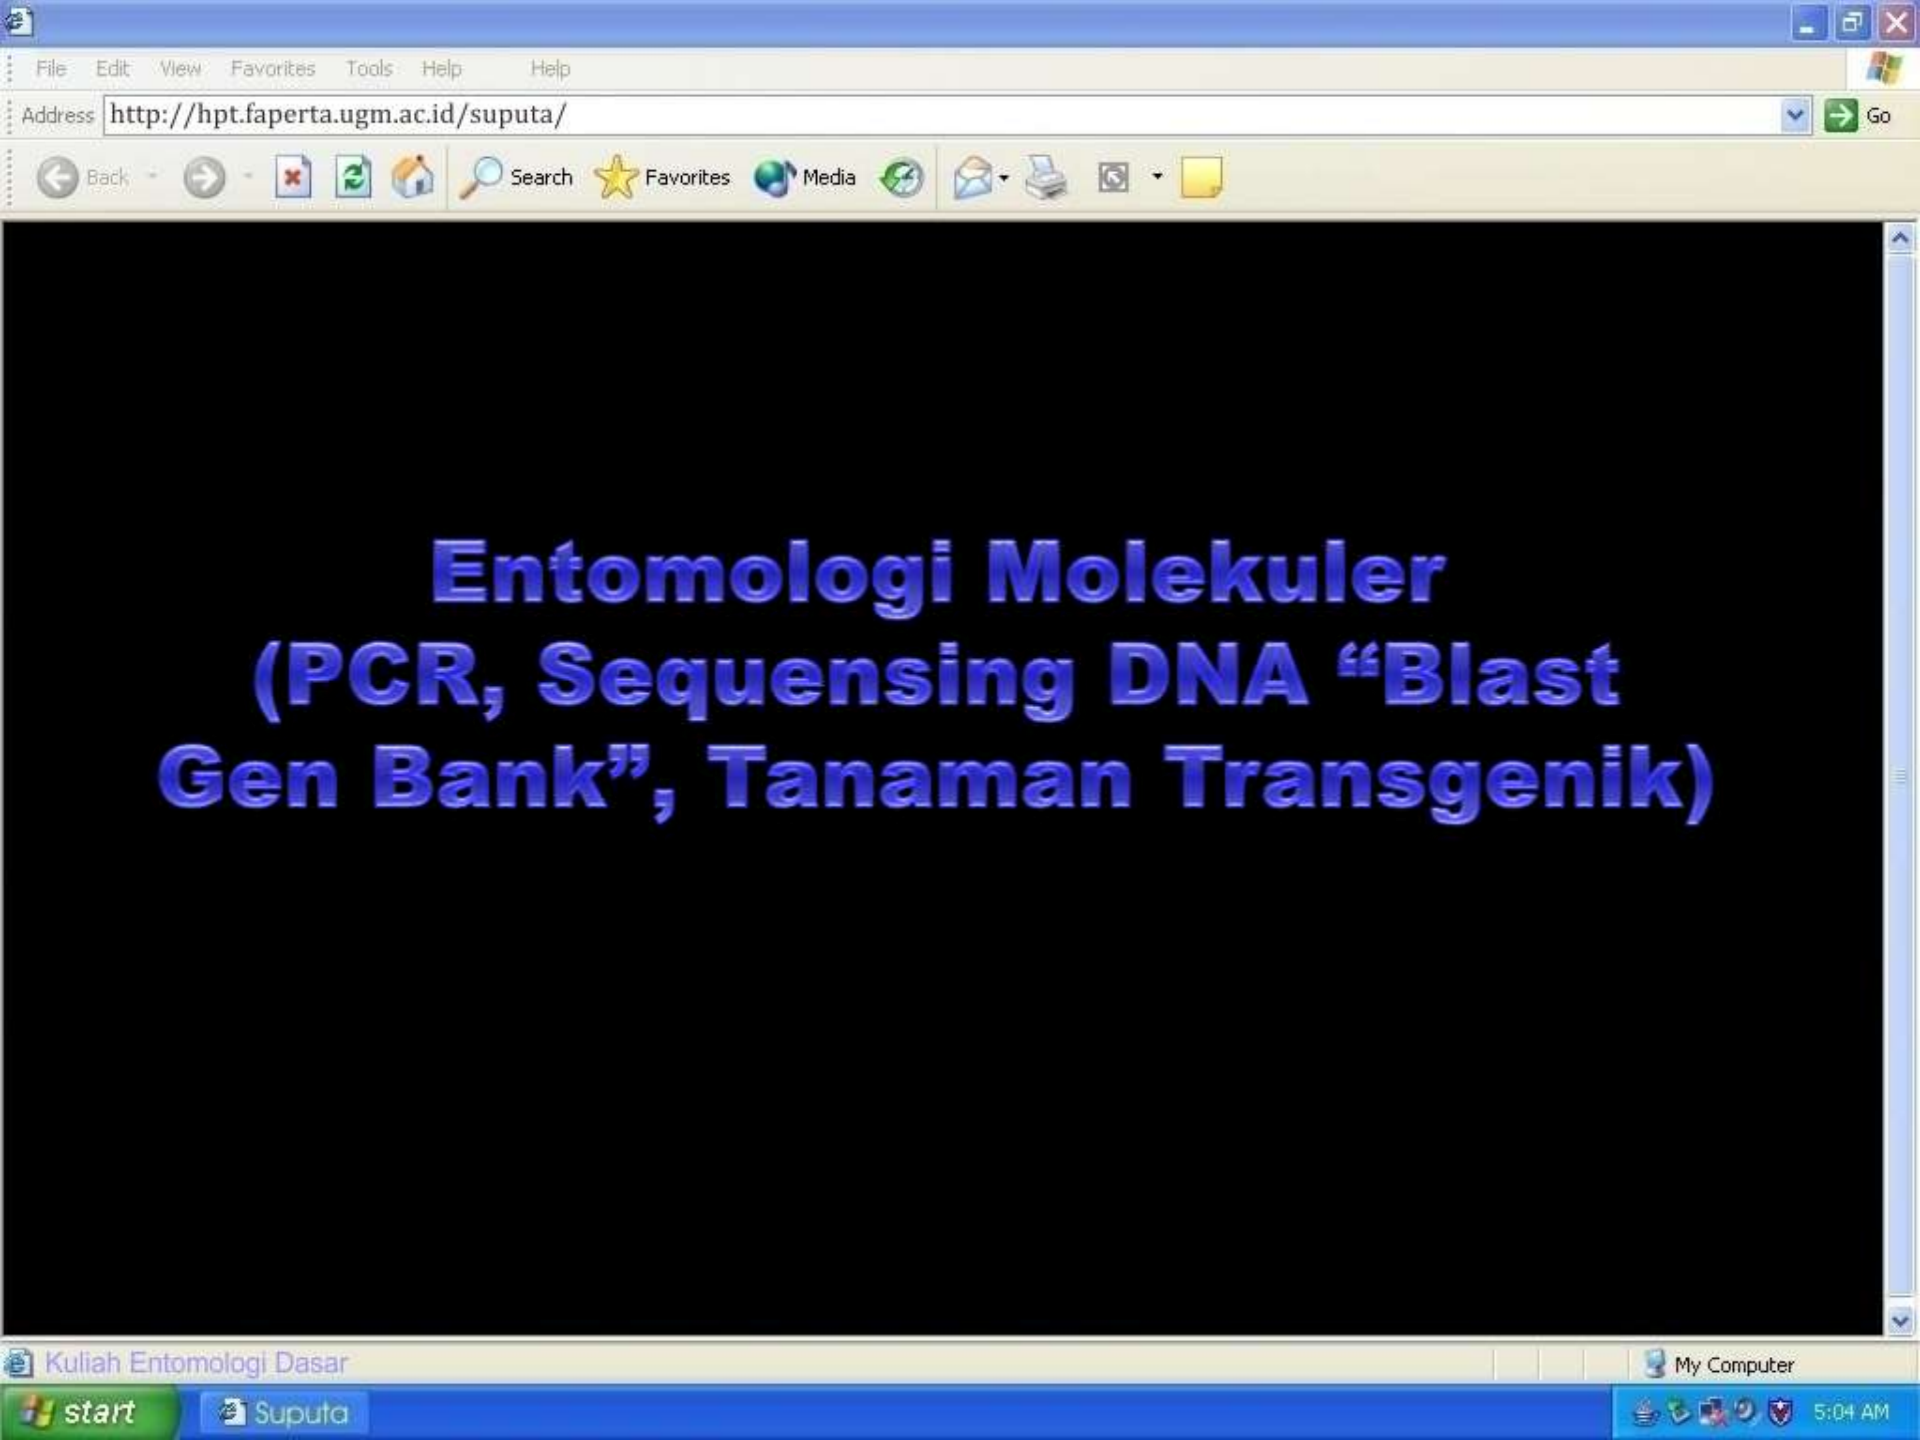 File Edit View Favorites Tools Help Help
Address http://hpt.faperta.ugm.ac.id/suputa/ Go
Back Search Favorites Media
Entomologi Molekuler
(PCR, Sequensing DNA “Blast
Gen Bank”, Tanaman Transgenik)
Kuliah Entomologi Dasar My Computer
start Suputa 5:04 AM